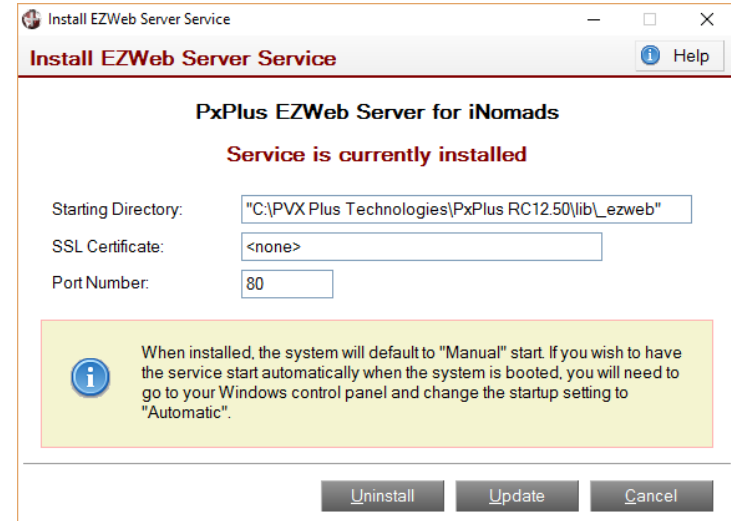 Install EZWeb Server Service
Install EZWeb Server Service
Help
PxPlus EZWeb Server for iNomads
Service is currently installed
Starting Directory: "C:\PVX Plus Technologies\PxPlus RC12.50\lib\_ezweb"
SSL Certificate: <none>
Port Number: 80
When installed, the system will default to "Manual" start. If you wish to have
the service start automatically when the system is booted, you will need to
go to your Windows control panel and change the startup setting to
"Automatic".
Uninstall Update Cancel